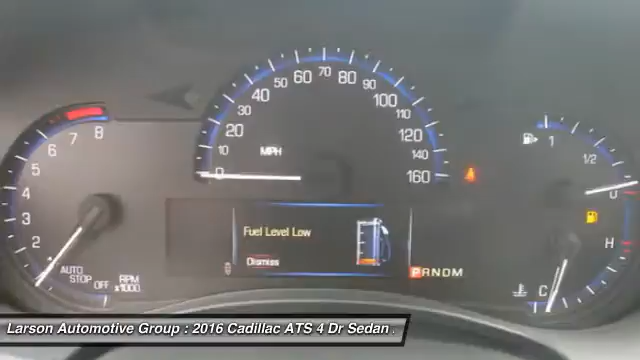 8
7
6
5
4
3
2
AUTO
STOP
OFF
RPM
x1000
0
10
20
30
40
50
60
70
80
90
100
110
120
140
160
MPH
Fuel Level Low
Dismiss
PRNDM
1
1/2
0
H
C
Larson Automotive Group : 2016 Cadillac ATS 4 Dr Sedan .